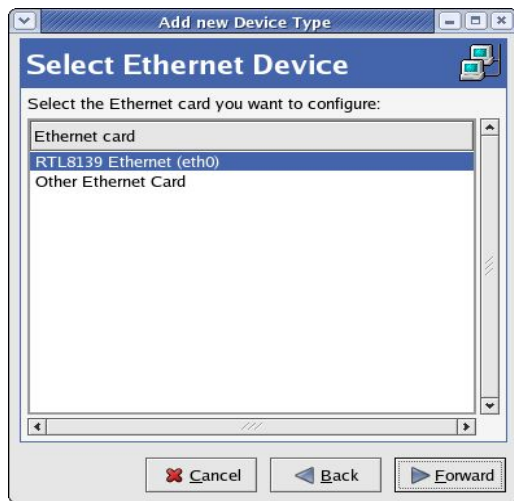 Add new Device Type
Select Ethernet Device
Select the Ethernet card you want to configure:
Ethernet card
RTL8139 Ethernet (eth0)
Other Ethernet Card
Cancel
Back
Forward